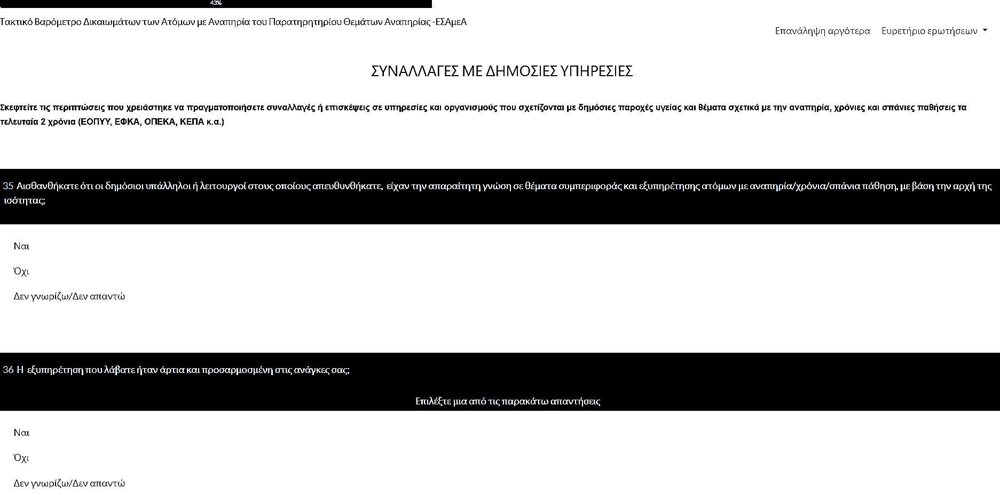 43%
Τακτικό Βαρόμετρο Δικαιωμάτων των Ατόμων με Αναπηρία του Παρατηρητηρίου Θεμάτων Αναπηρίας -ΕΣΑμεΑ
Επανάληψη αργότερα Ευρετήριο ερωτήσεων
ΣΥΝΑΛΛΑΓΕΣ ΜΕ ΔΗΜΟΣΙΕΣ ΥΠΗΡΕΣΙΕΣ
Σκεφτείτε τις περιπτώσεις που χρειάστηκε να πραγματοποιήσετε συναλλαγές ή επισκέψεις σε υπηρεσίες και οργανισμούς που σχετίζονται με δημόσιες παροχές υγείας και θέματα σχετικά με την αναπηρία, χρόνιες και σπάνιες παθήσεις τα
τελευταία 2 χρόνια (ΕΟΠΥΥ, ΕΦΚΑ, ΟΠΕΚΑ, ΚΕΠΑ κ.α.)
35 Αισθανθήκατε ότι οι δημόσιοι υπάλληλοι ή λειτουργοί στους οποίους απευθυνθήκατε, είχαν την απαραίτητη γνώση σε θέματα συμπεριφοράς και εξυπηρέτησης ατόμων με αναπηρία/χρόνια/σπάνια πάθηση, με βάση την αρχή της
ισότητας;
Ναι
Όχι
Δεν γνωρίζω/Δεν απαντώ
36 Η εξυπηρέτηση που λάβατε ήταν άρτια και προσαρμοσμένη στις ανάγκες σας;
Επιλέξτε μια από τις παρακάτω απαντήσεις
Ναι
Όχι
Δεν γνωρίζω/Δεν απαντώ